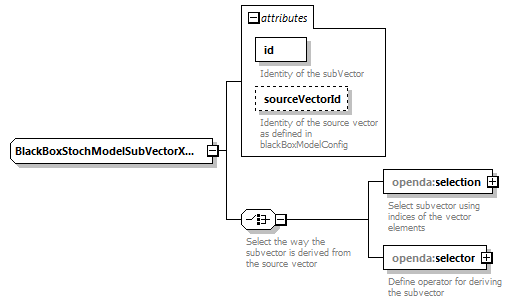 attributes
id
Identity of the subVector
sourceVectorId
Identity of the source vector
as defined in
blackBoxModelConfig
BlackBoxStochModelSubVectorX...
openda:selection
Select subvector using
indices of the vector
elements
Select the way the
subvector is derived from
the source vector
openda:selector
Define operator for deriving
the subvector